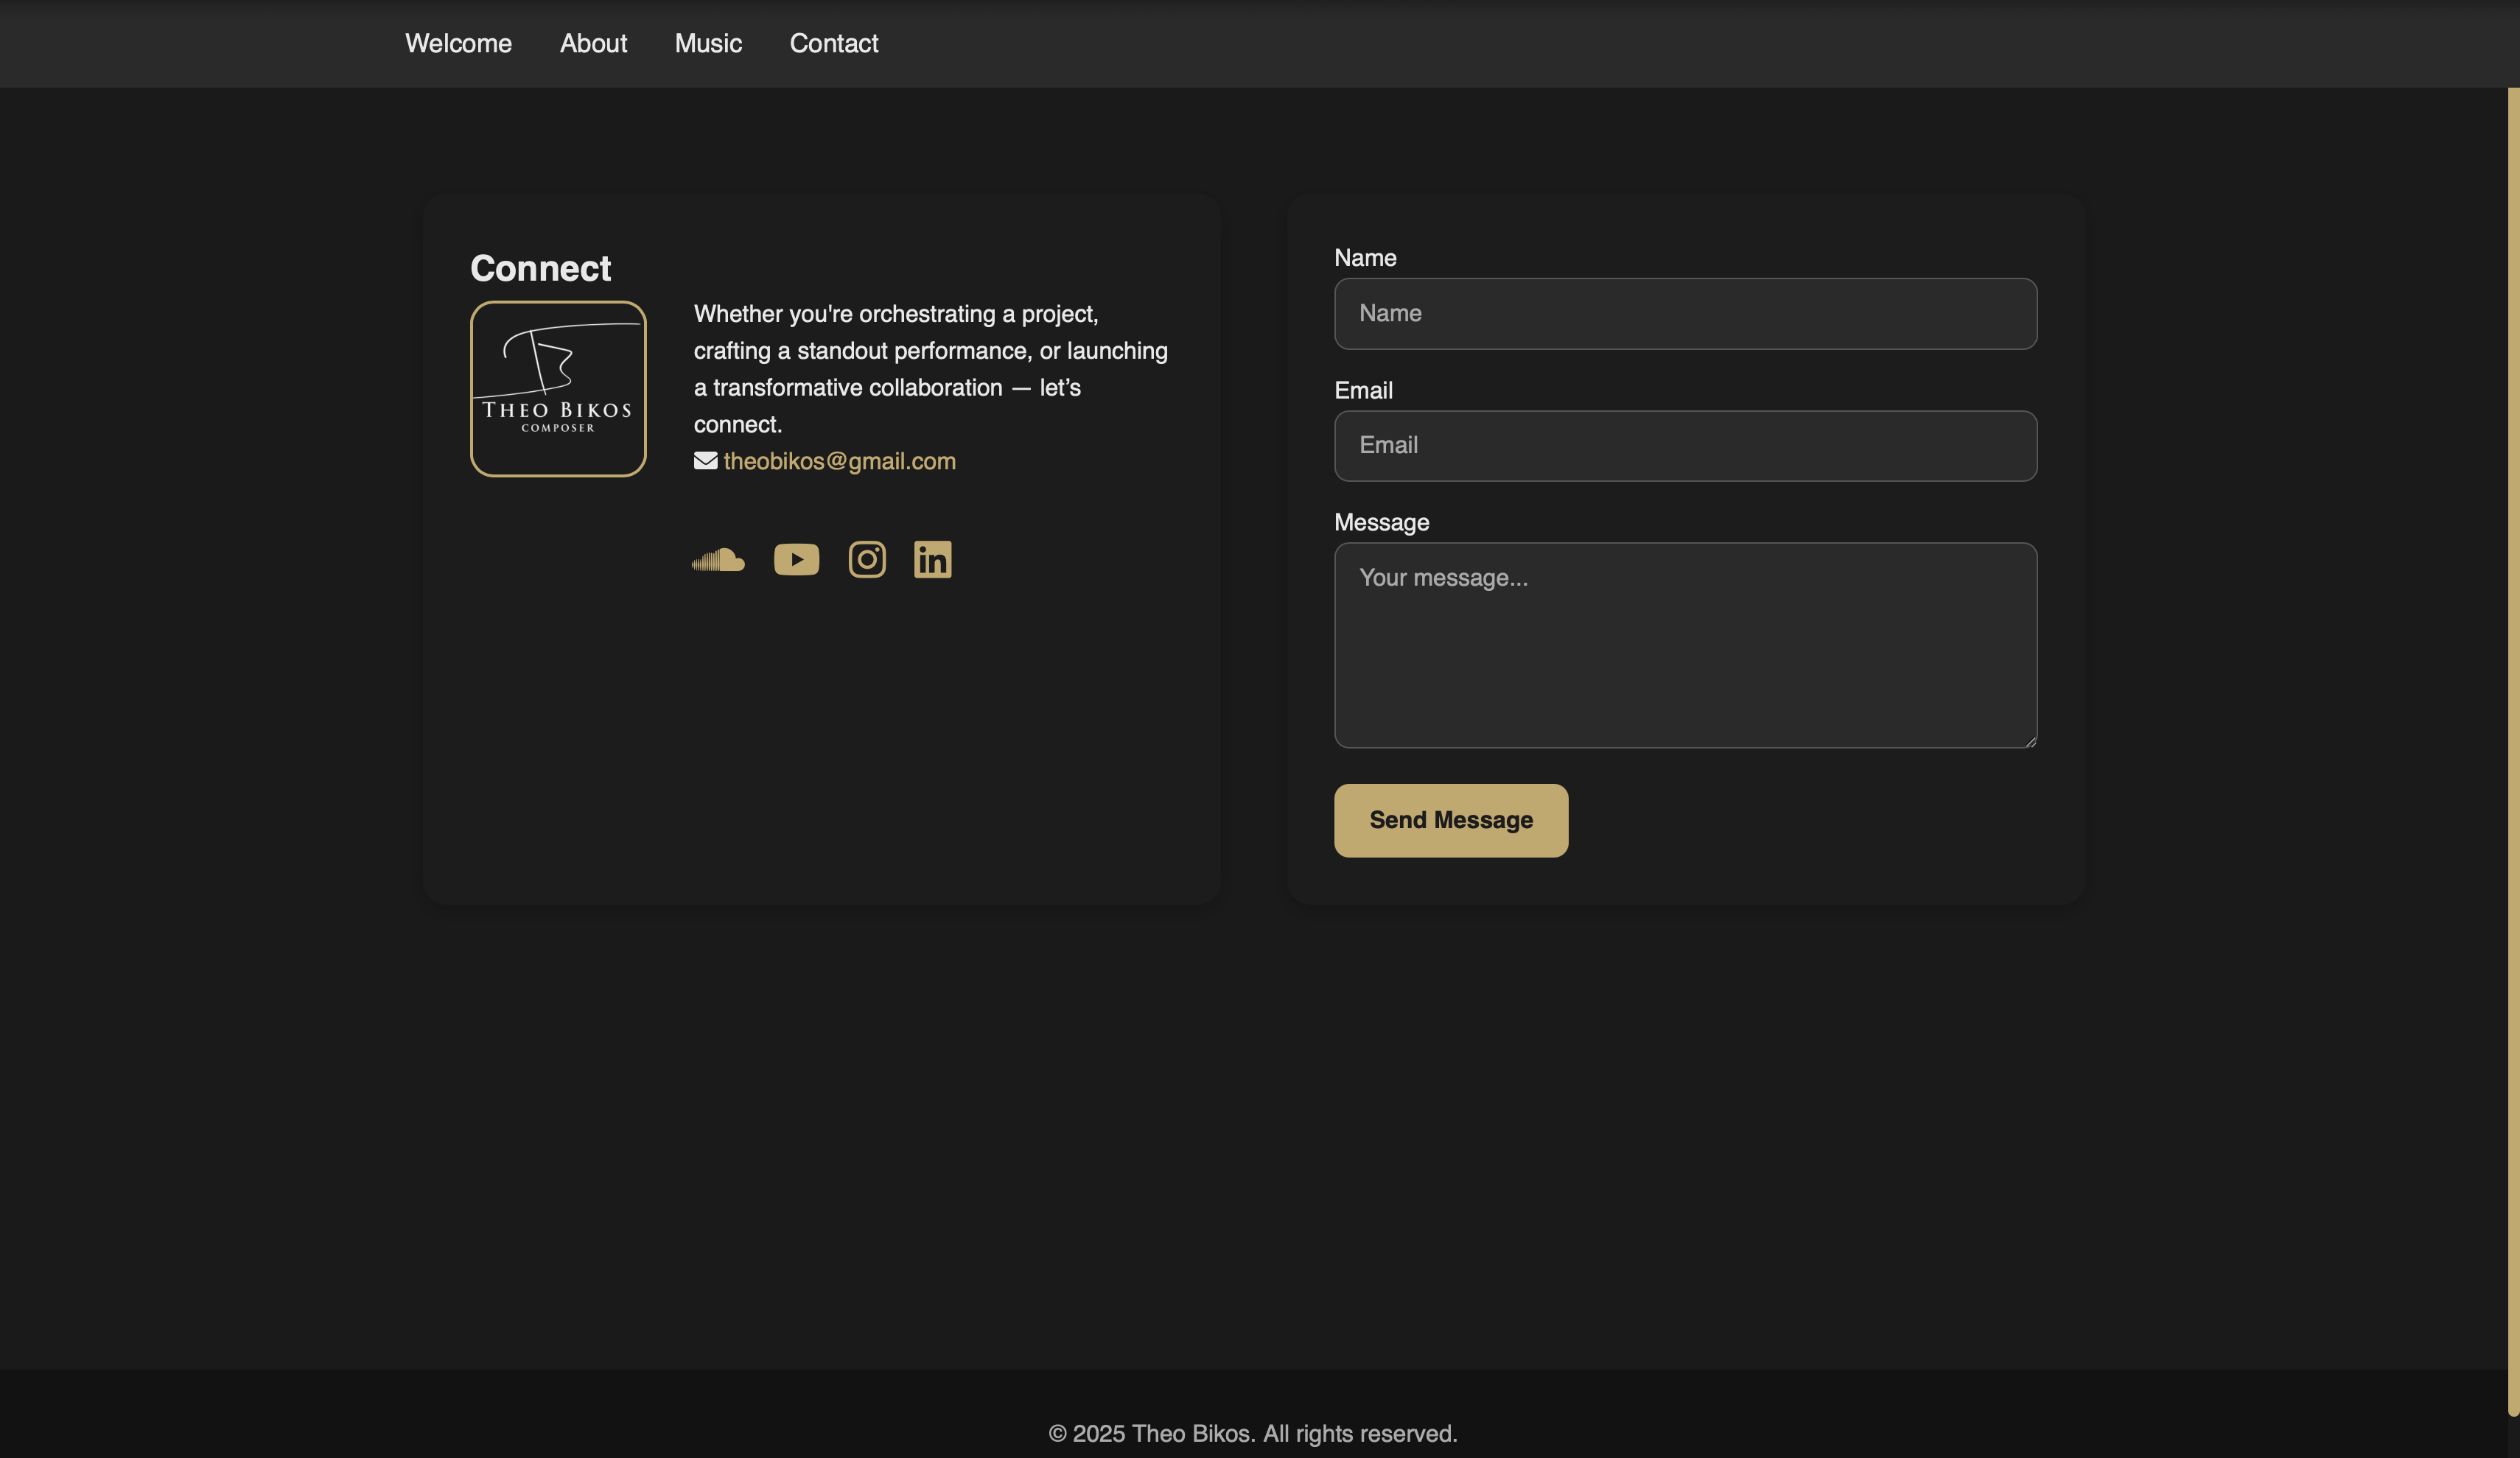 Welcome About Music Contact
Connect
THEO BIKOS
COMPOSER
Whether you're orchestrating a project,
crafting a standout performance, or launching
a transformative collaboration — let’s
connect.
theobikos@gmail.com
Name
Name
Email
Email
Message
Your message...
Send Message
© 2025 Theo Bikos. All rights reserved.